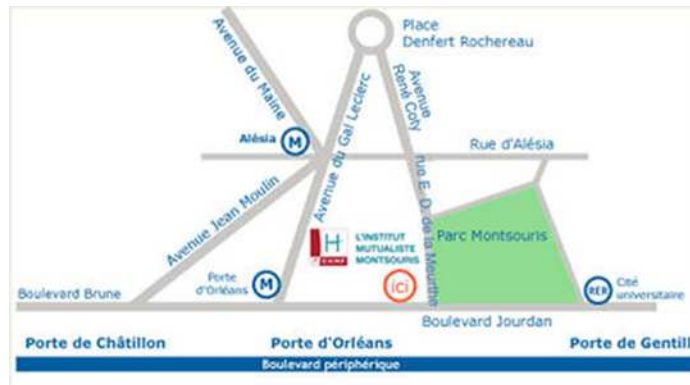 Place
Denfert Rochereau
Avenue du Maine
Avenue
René Coty
Avenue du Gal Leclerc
Alésia
M
Rue d'Alésia
Avenue Jean Moulin
rue E. D. de la Meurthe
H
L'INSTITUT
MUTUALISTE
MONTSOURIS
Parc Montsouris
Porte
d'Orléans
M
ici
RER
Cité
universitaire
Boulevard Brune
Boulevard Jourdan
Porte de Châtillon
Porte d'Orléans
Porte de Gentill
Boulevard périphérique